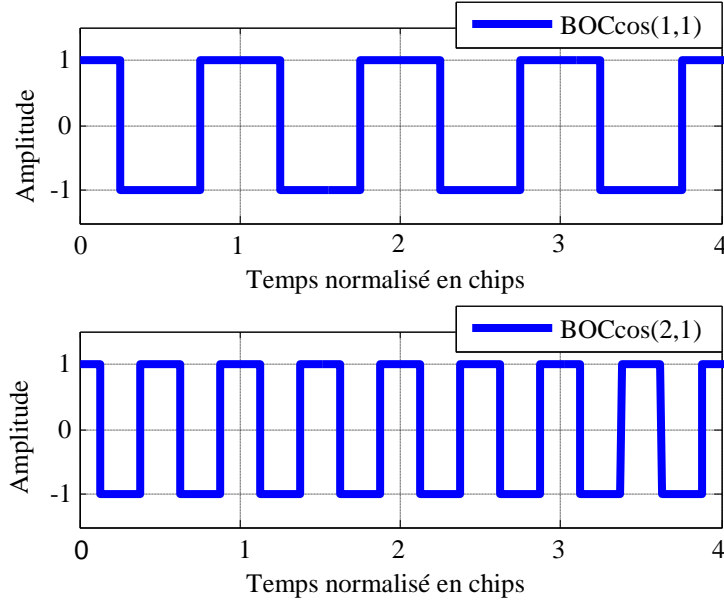 BOCcos(1,1)
1
0
-1
Amplitude
0 1 2 3 4
Temps normalisé en chips
BOCcos(2,1)
1
0
-1
Amplitude
0 1 2 3 4
Temps normalisé en chips